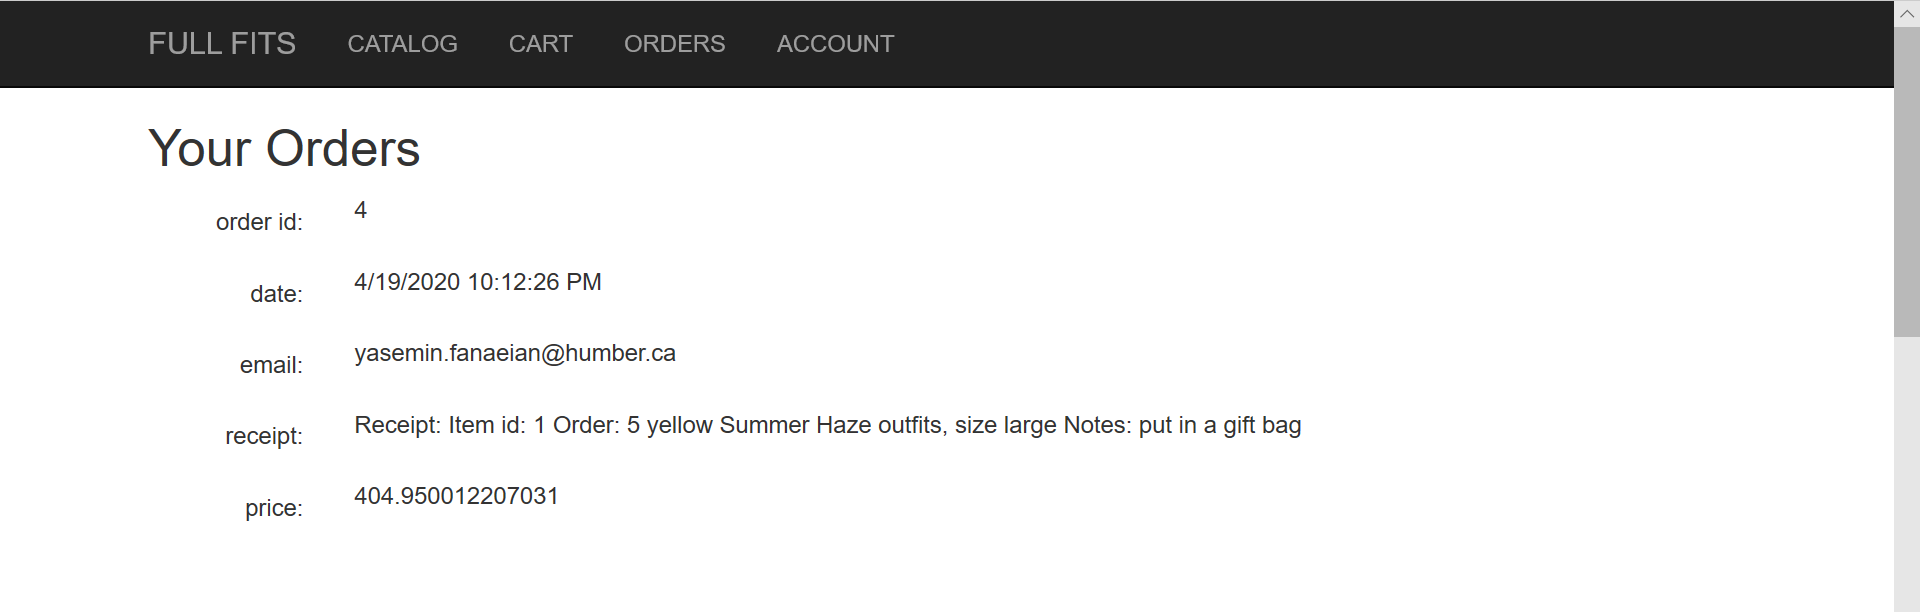 FULL FITS CATALOG CART ORDERS ACCOUNT
Your Orders
order id: 4
date: 4/19/2020 10:12:26 PM
email: yasemin.fanaeian@humber.ca
receipt: Receipt: Item id: 1 Order: 5 yellow Summer Haze outfits, size large Notes: put in a gift bag
price: 404.950012207031